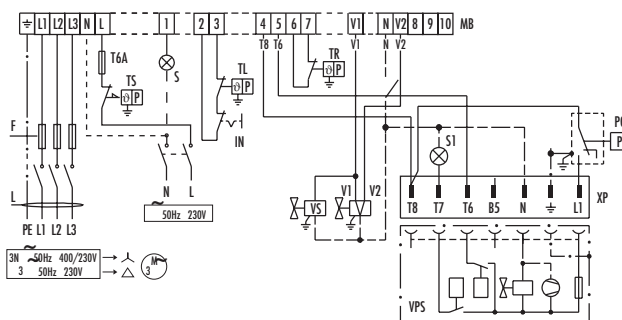 L1 L2 L3 N L 1 2 3 4 5 6 7 V1 N V2 8 9 10 MB
T8 T6 V1 N V2
T6A
S
TS
ϑ P
TL
ϑ P
TR
ϑ P
F
IN
S1
P
L
N L
50Hz 230V
VS
V1 V2
T8 T7 T6 B5 N L1
XP
PE L1 L2 L3
3N 50Hz 400/230V
3 50Hz 230V
M
3
VPS